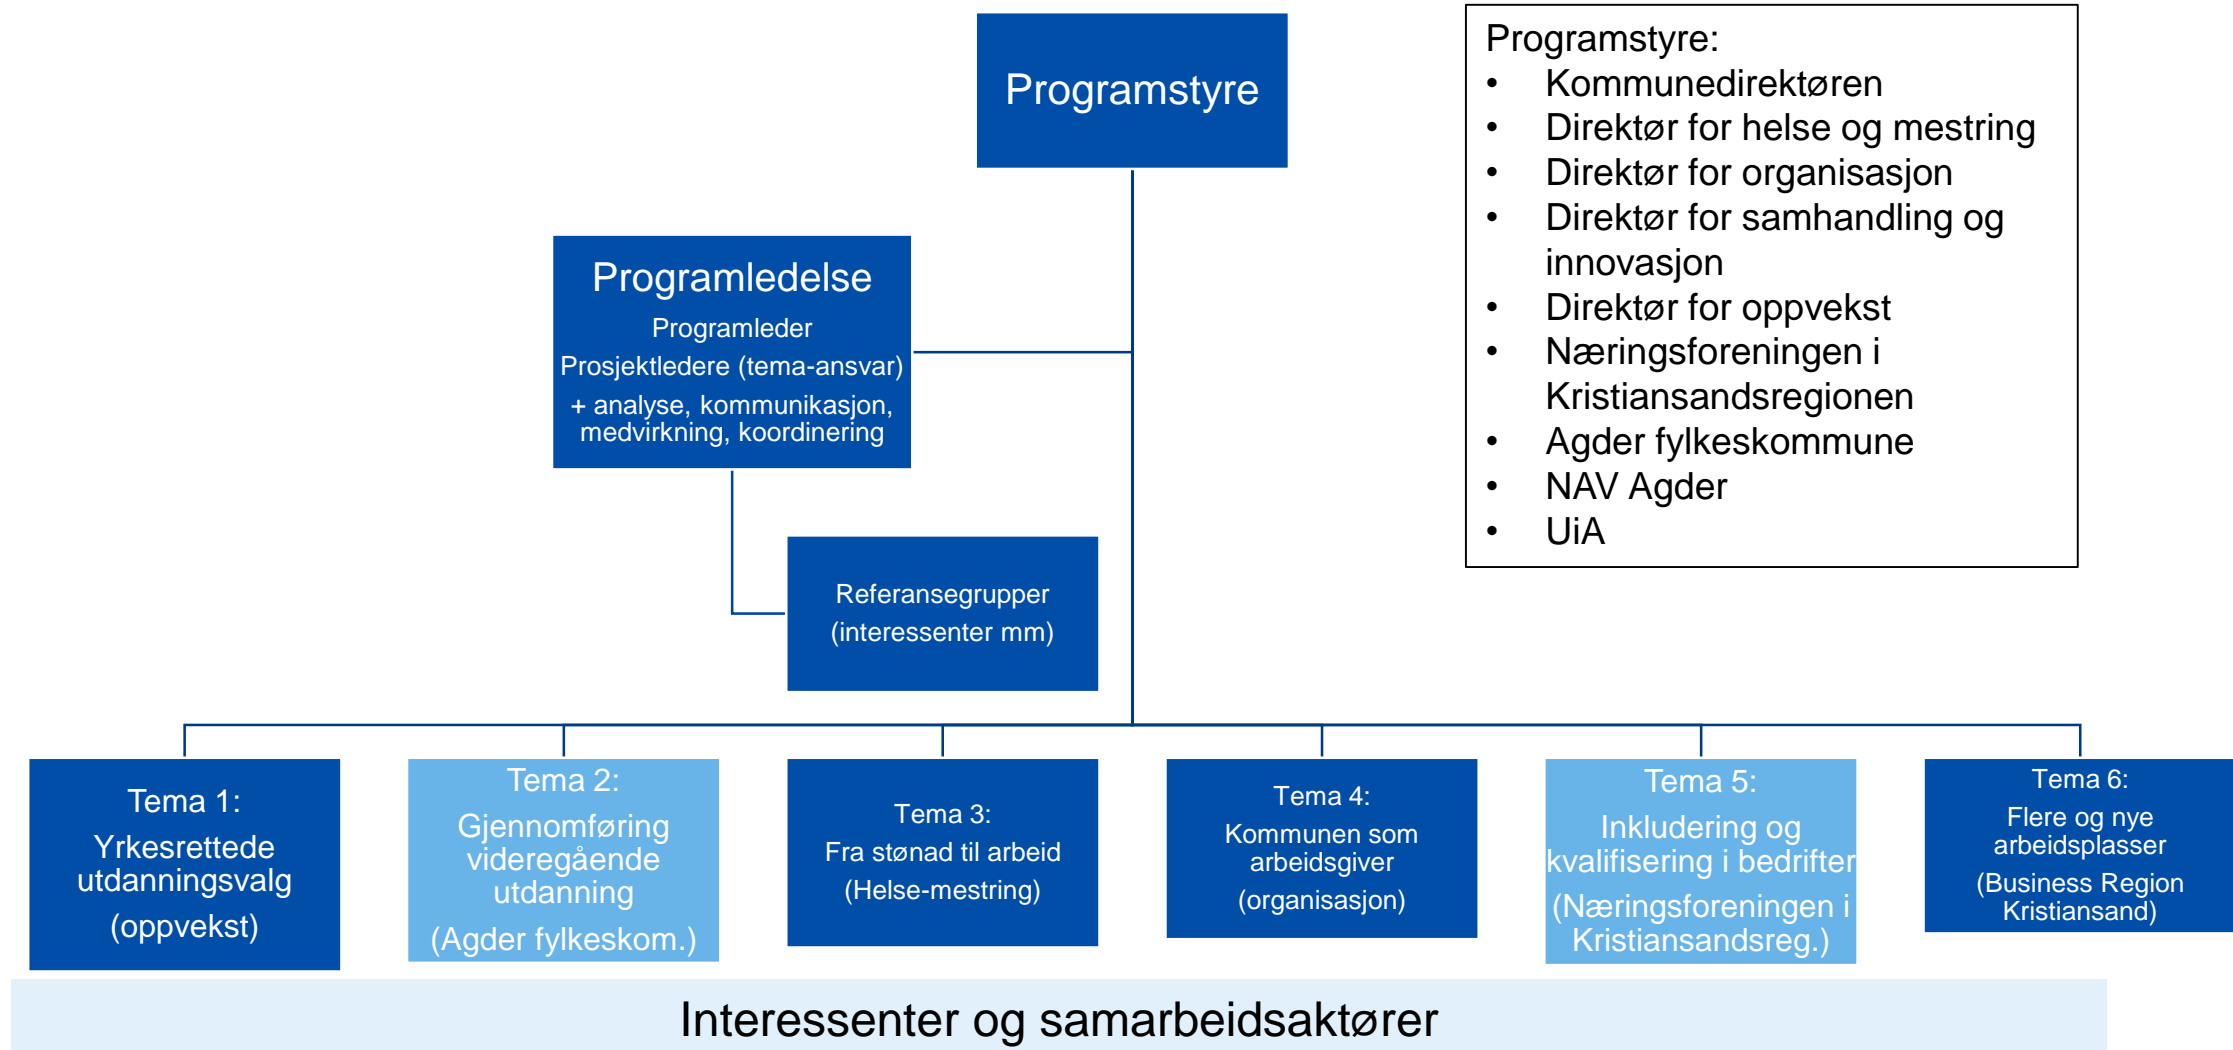 Programstyre
Programstyre:
• Kommunedirektøren
• Direktør for helse og mestring
• Direktør for organisasjon
• Direktør for samhandling og
innovasjon
• Direktør for oppvekst
• Næringsforeningen i
Kristiansandsregionen
• Agder fylkeskommune
• NAV Agder
• UiA
Programledelse
Programleder
Prosjektledere (tema-ansvar)
+ analyse, kommunikasjon,
medvirkning, koordinering
Referansegrupper
(interessenter mm)
Tema 1:
Yrkesrettede
utdanningsvalg
(oppvekst)
Tema 2:
Gjennomføring
videregående
utdanning
(Agder fylkeskom.)
Tema 3:
Fra stønad til arbeid
(Helse-mestring)
Tema 4:
Kommunen som
arbeidsgiver
(organisasjon)
Tema 5:
Inkludering og
kvalifisering i bedrifter
(Næringsforeningen i
Kristiansandsreg.)
Tema 6:
Flere og nye
arbeidsplasser
(Business Region
Kristiansand)
Interessenter og samarbeidsaktører